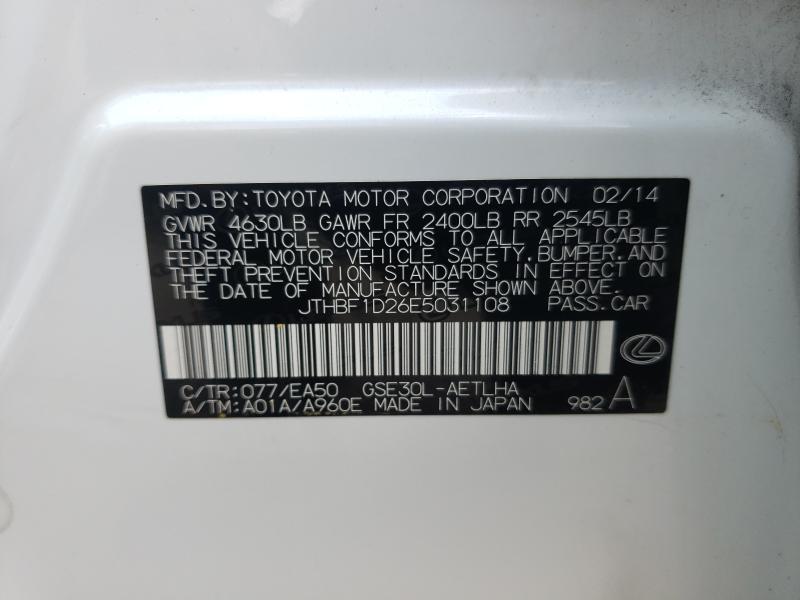 MFD. BY: TOYOTA MOTOR CORPORATION 02/14
GVWR 4630LB GAWR FR 2400LB RR 2545LB
THIS VEHICLE CONFORMS TO ALL APPLICABLE
FEDERAL MOTOR VEHICLE SAFETY, BUMPER, AND
THEFT PREVENTION STANDARDS IN EFFECT ON
THE DATE OF MANUFACTURE SHOWN ABOVE.
JTHBF1D26E5031108 PASS. CAR
C/TR: 077/EA50 GSE30L-AETLHA
A/TM: A01A/A960E MADE IN JAPAN 982 A